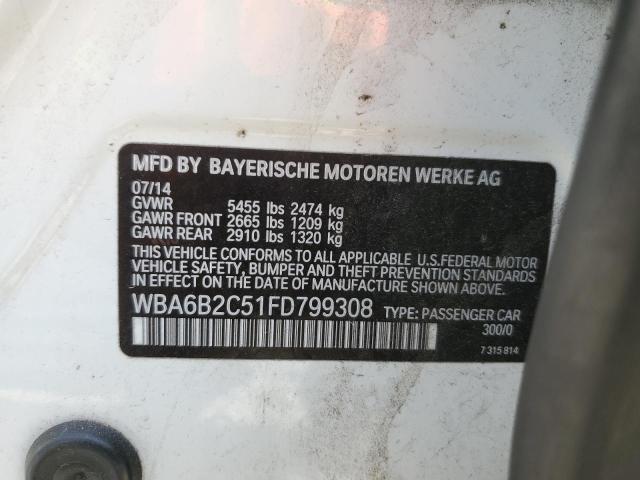 MFD BY BAYERISCHE MOTOREN WERKE AG
07/14
GVWR 5455 lbs 2474 kg
GAWR FRONT 2665 lbs 1209 kg
GAWR REAR 2910 lbs 1320 kg
THIS VEHICLE CONFORMS TO ALL APPLICABLE U.S.FEDERAL MOTOR
VEHICLE SAFETY, BUMPER AND THEFT PREVENTION STANDARDS
IN EFFECT ON THE DATE OF MANUFACTURE SHOWN ABOVE.
WBA6B2C51FD799308 TYPE: PASSENGER CAR
300/0
7 315 814